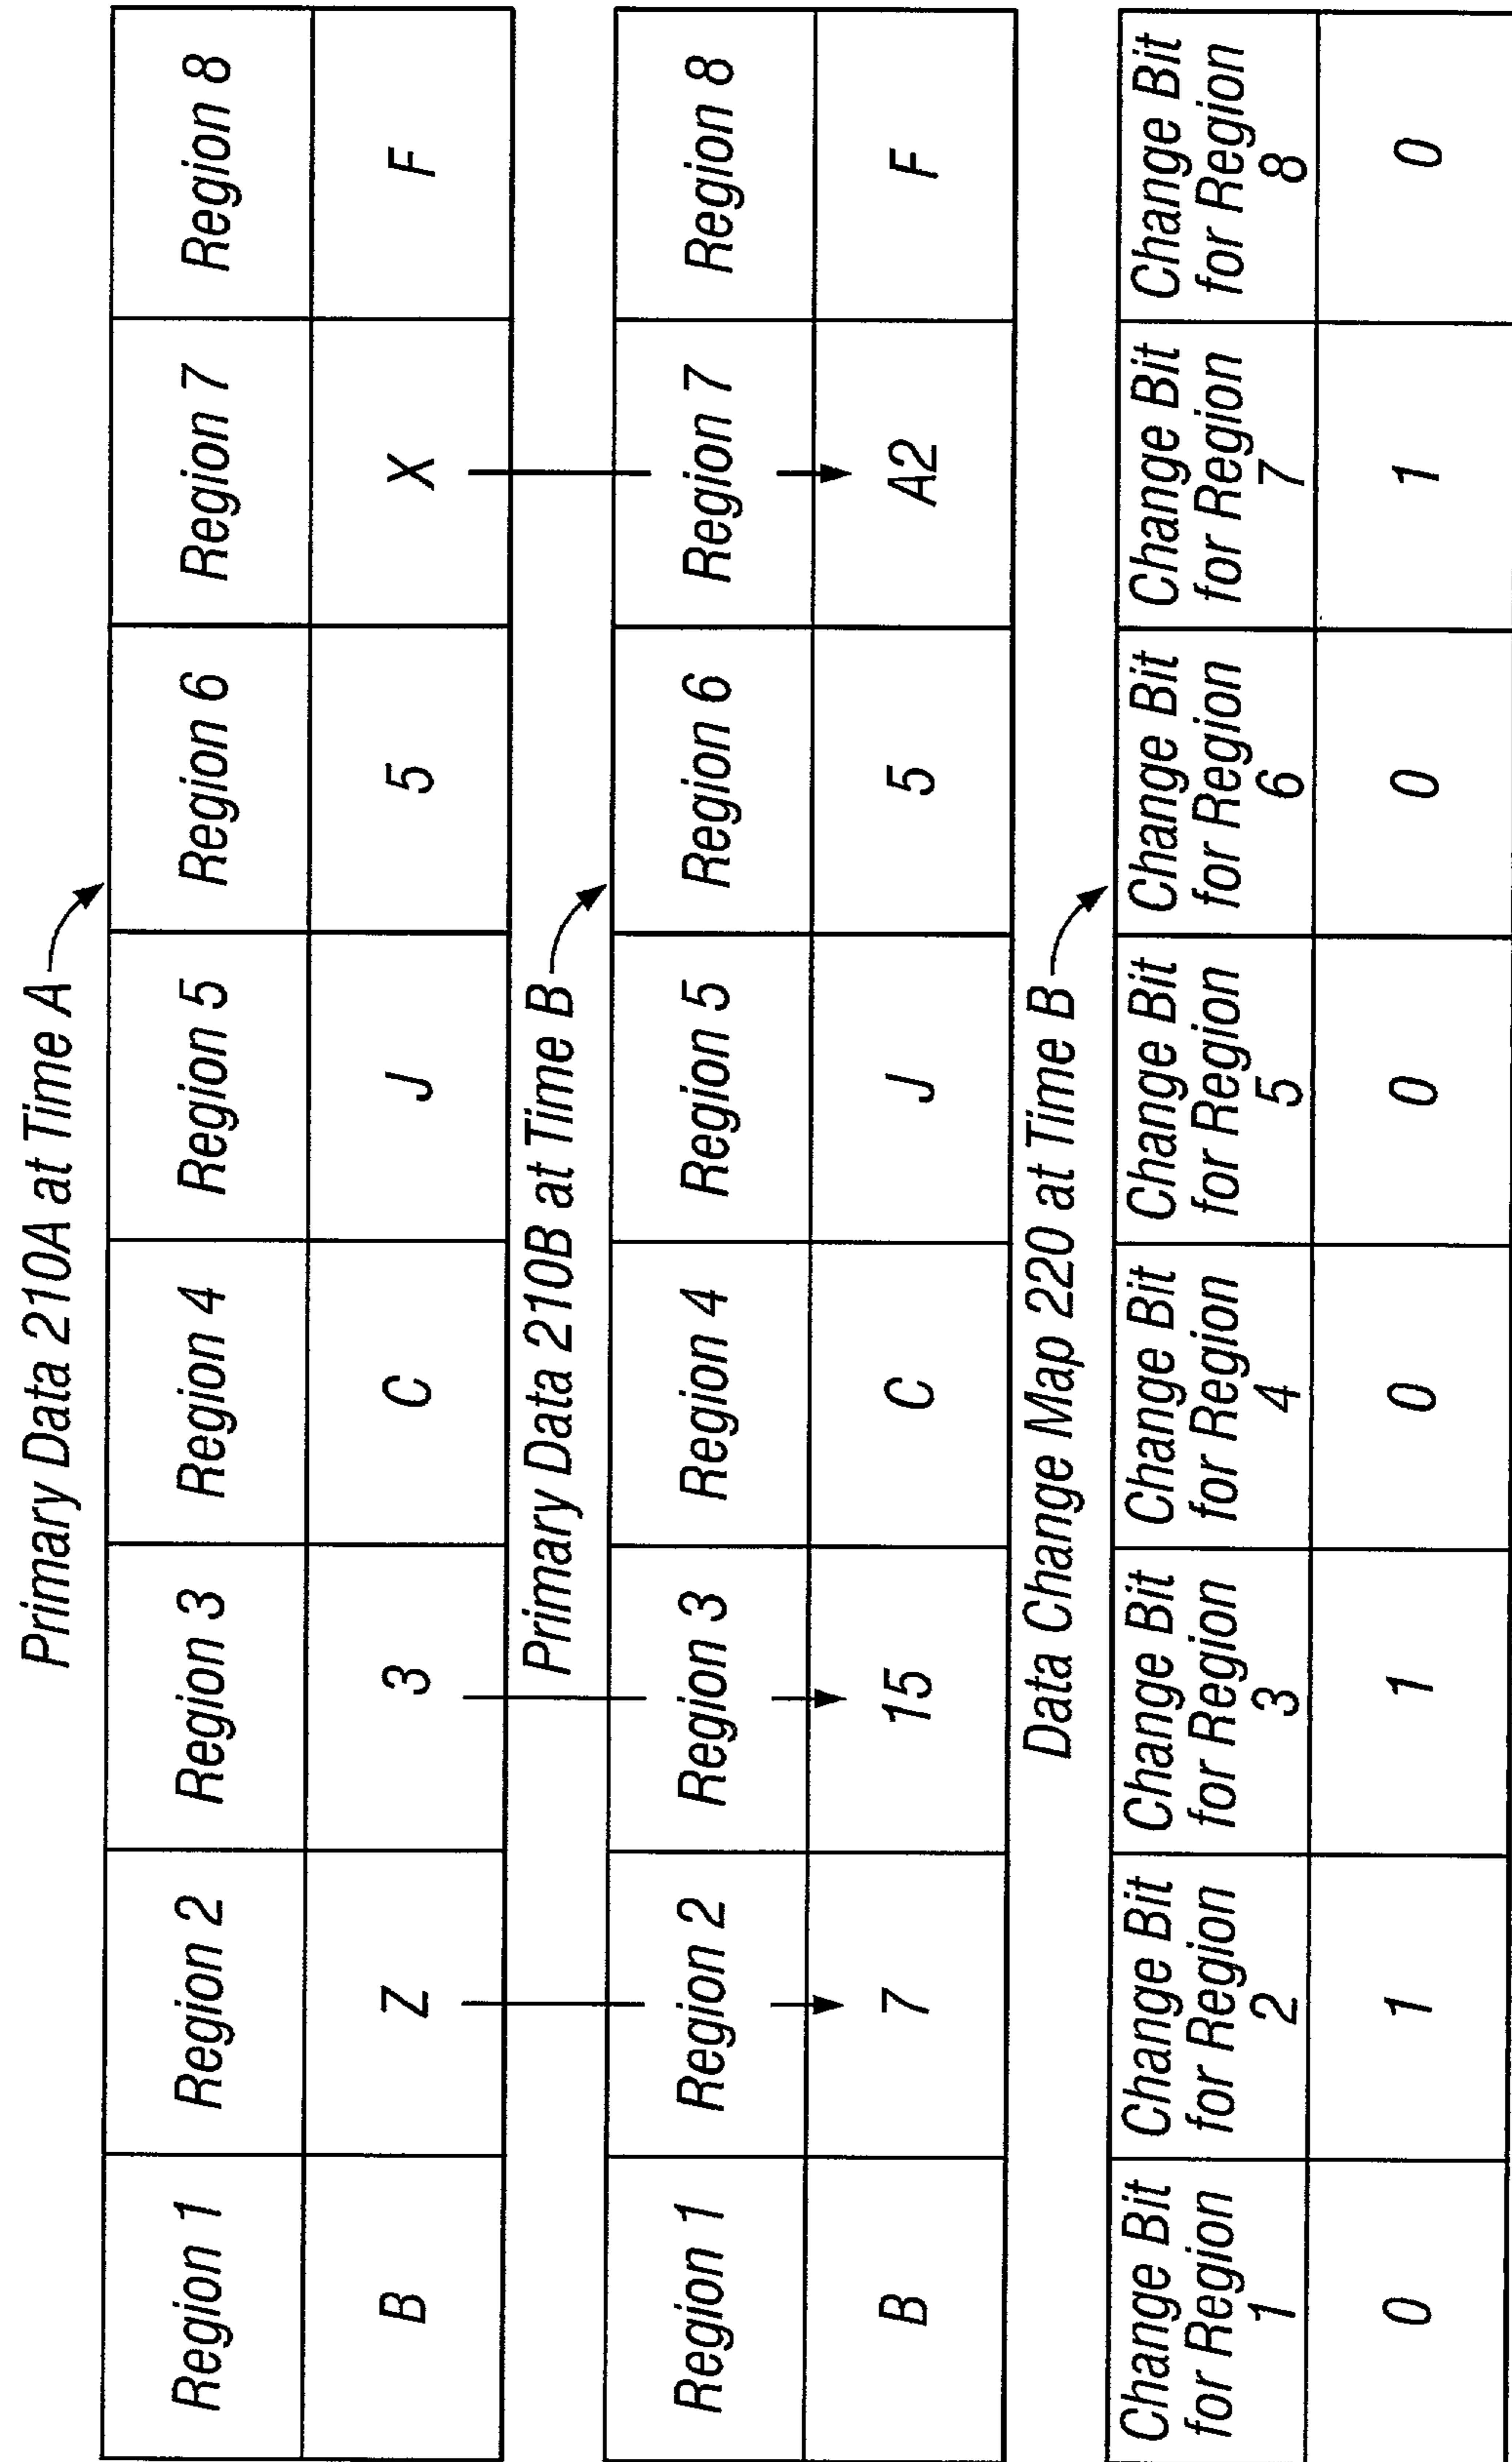 Primary Data 210A at Time A
Region 1 Region 2 Region 3 Region 4 Region 5 Region 6 Region 7 Region 8
B Z 3 C J 5 X F
Primary Data 210B at Time B
Region 1 Region 2 Region 3 Region 4 Region 5 Region 6 Region 7 Region 8
B 7 15 C J 5 A2 F
Data Change Map 220 at Time B
Change Bit Change Bit Change Bit Change Bit Change Bit Change Bit Change Bit Change Bit
for Region for Region for Region for Region for Region for Region for Region for Region
1 2 3 4 5 6 7 8
0 1 1 0 0 0 1 0